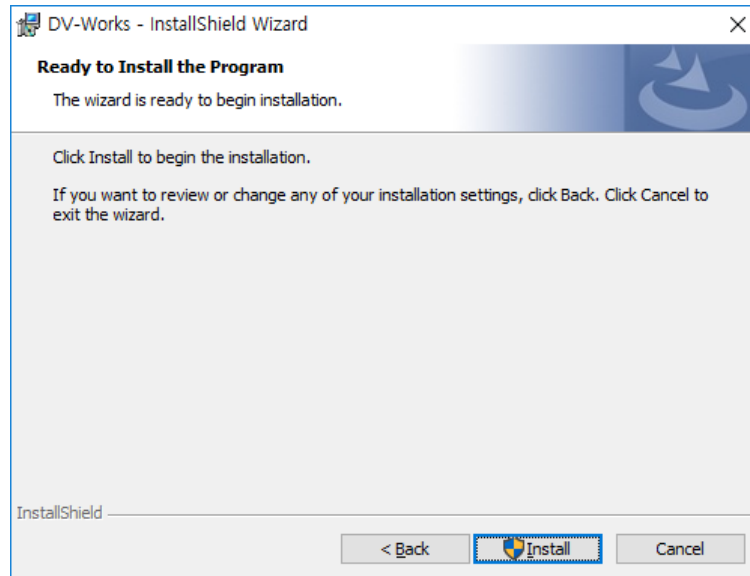 DV-Works - InstallShield Wizard
Ready to Install the Program
The wizard is ready to begin installation.
Click Install to begin the installation.
If you want to review or change any of your installation settings, click Back. Click Cancel to
exit the wizard.
InstallShield
< Back
Install
Cancel